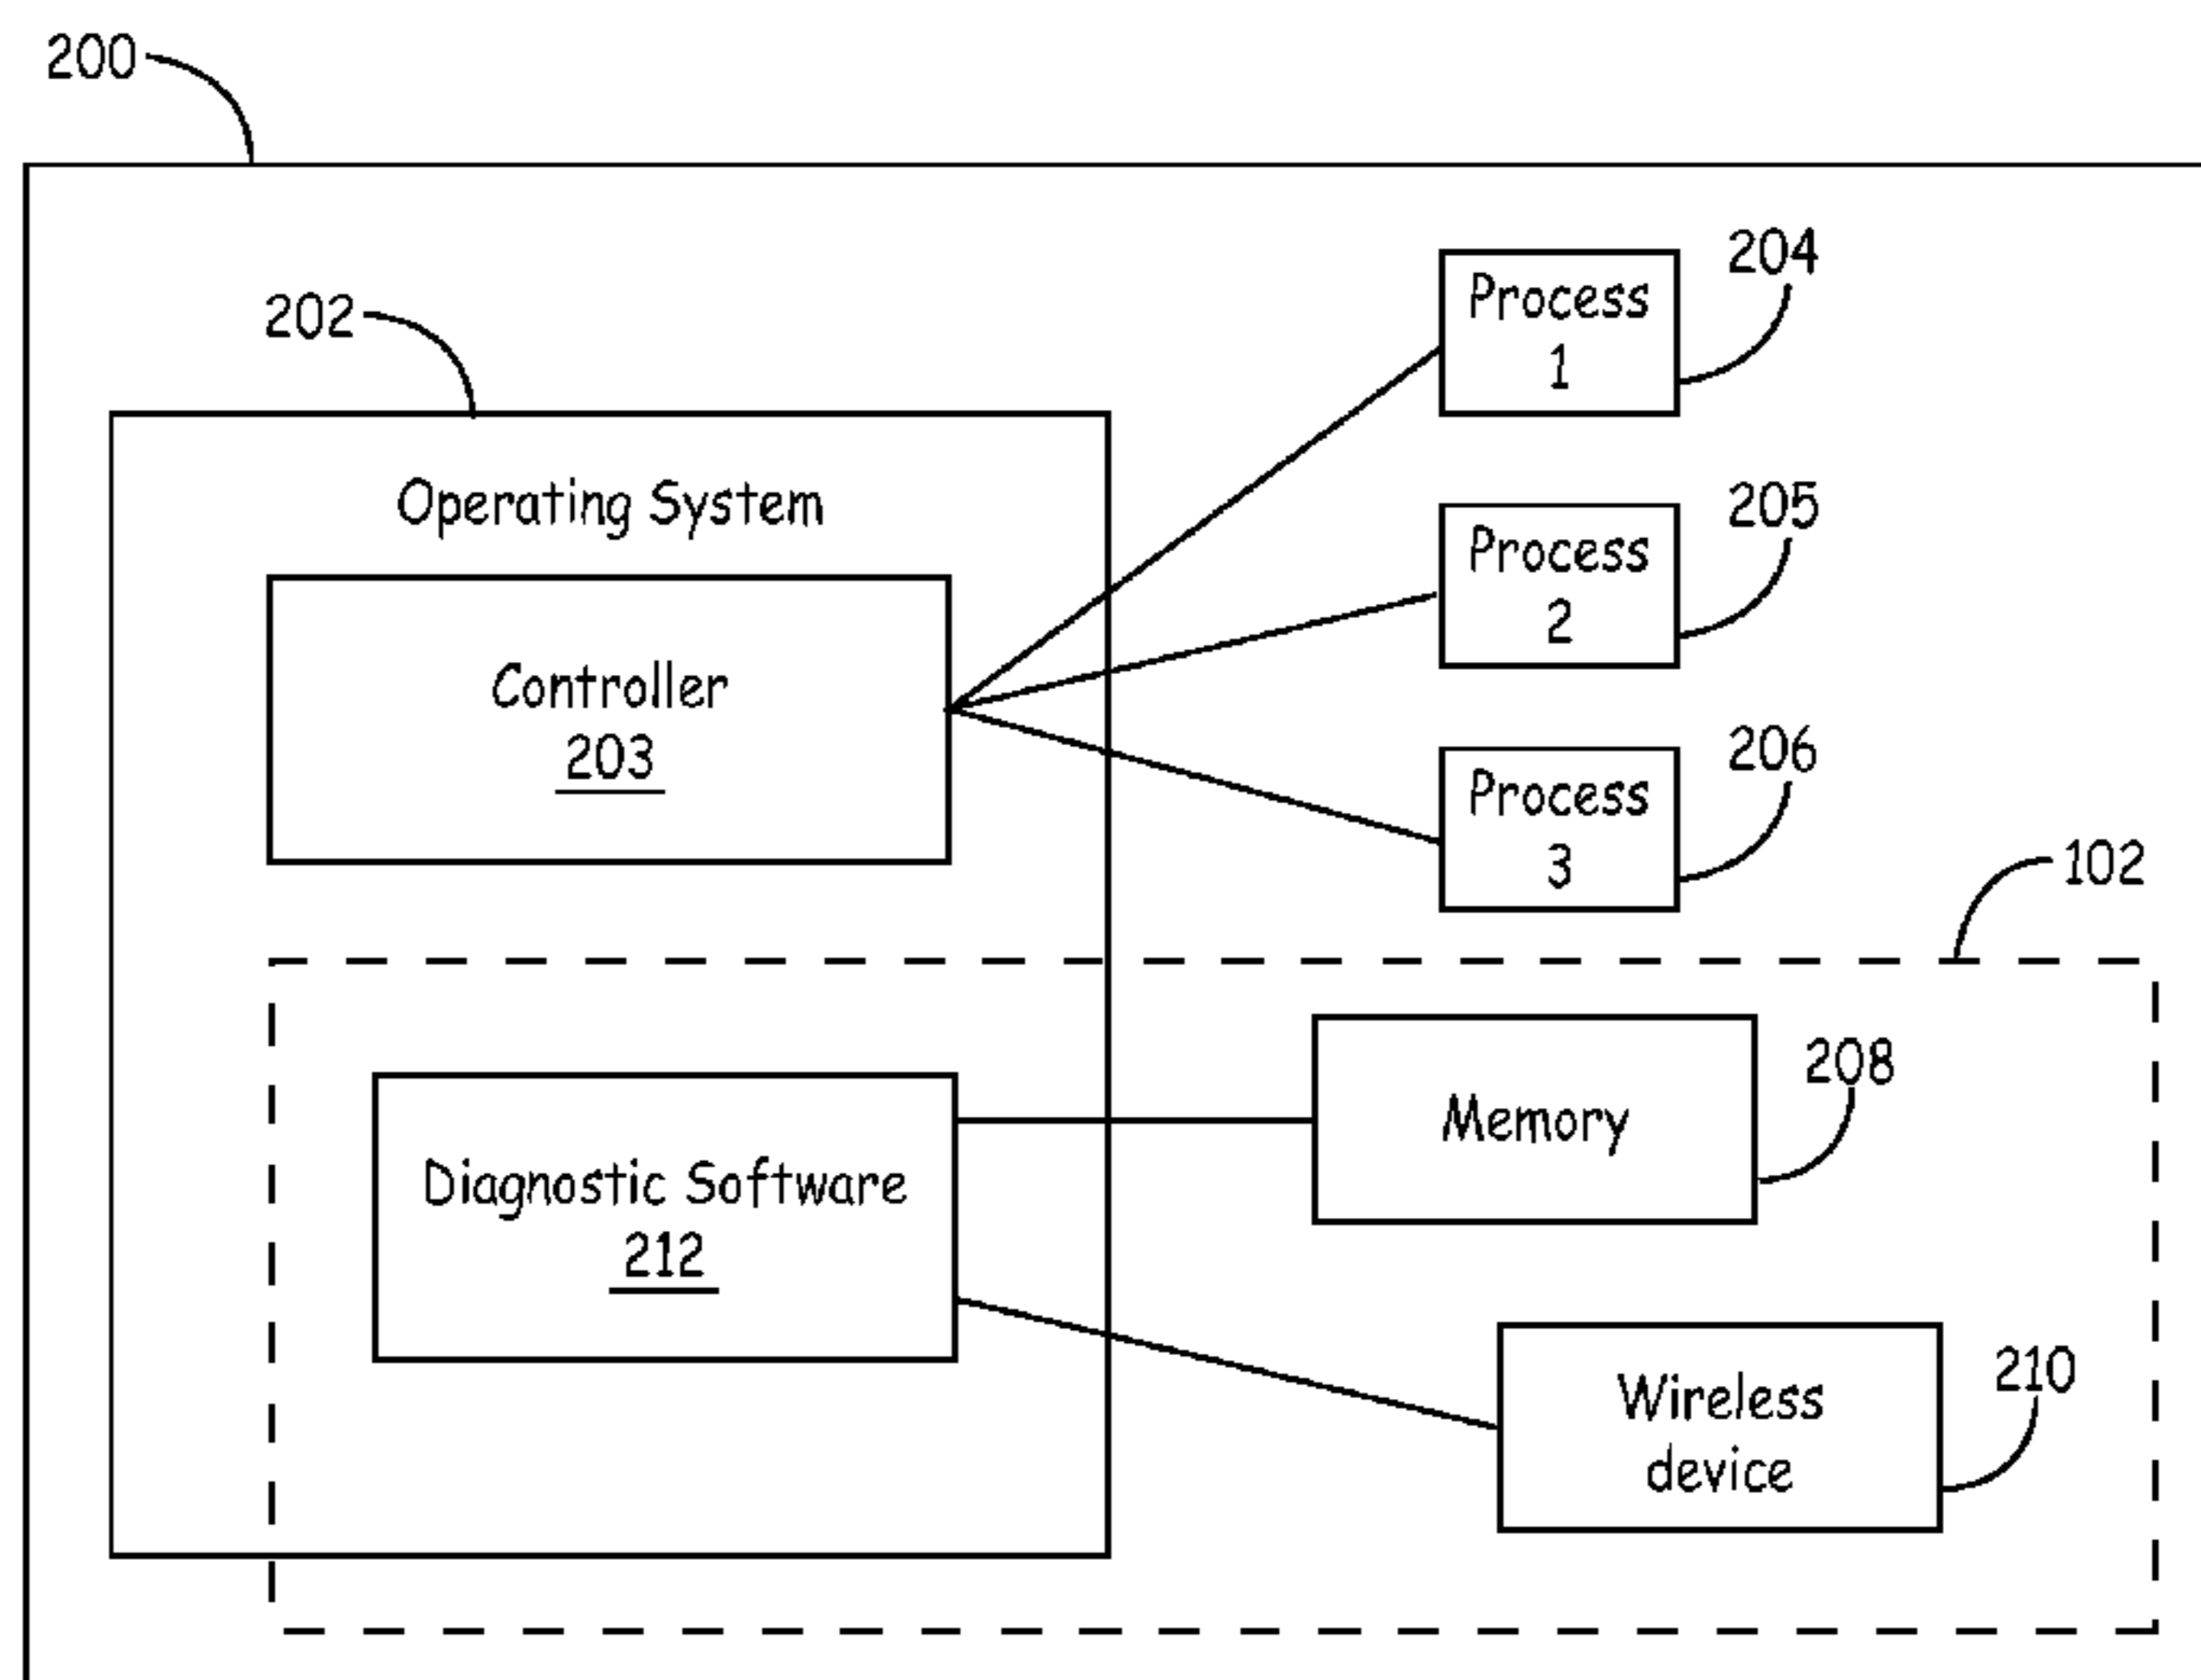 200
204
Process
1
202
205
Process
2
Operating System
Controller
203
206
Process
3
102
208
Memory
Diagnostic Software
212
210
Wireless
device